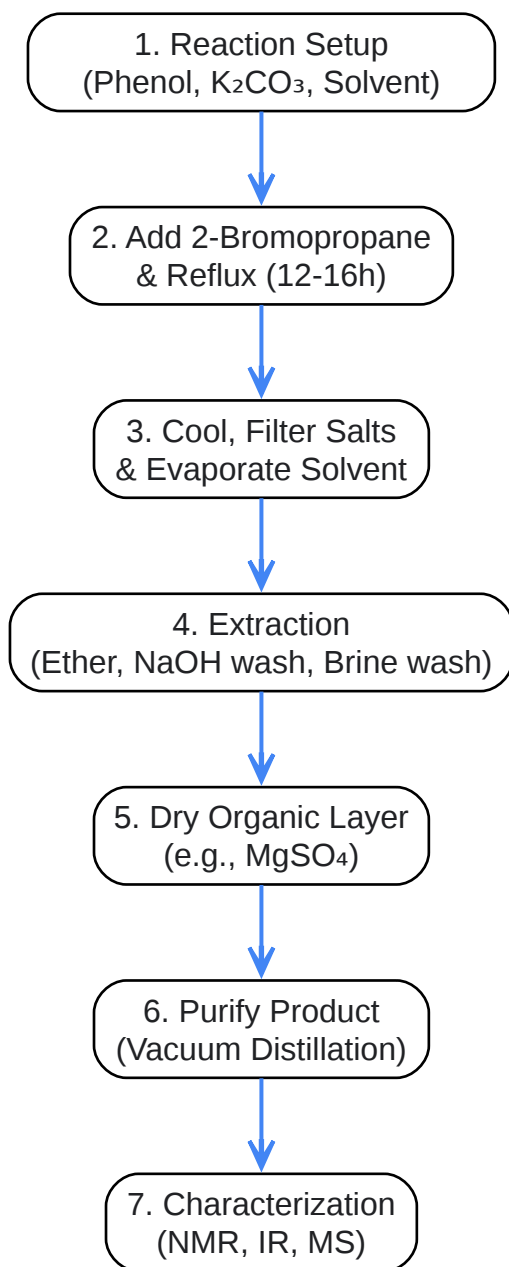 1. Reaction Setup
(Phenol, K₂CO₃, Solvent)
2. Add 2-Bromopropane
& Reflux (12-16h)
3. Cool, Filter Salts
& Evaporate Solvent
4. Extraction
(Ether, NaOH wash, Brine wash)
5. Dry Organic Layer
(e.g., MgSO₄)
6. Purify Product
(Vacuum Distillation)
7. Characterization
(NMR, IR, MS)